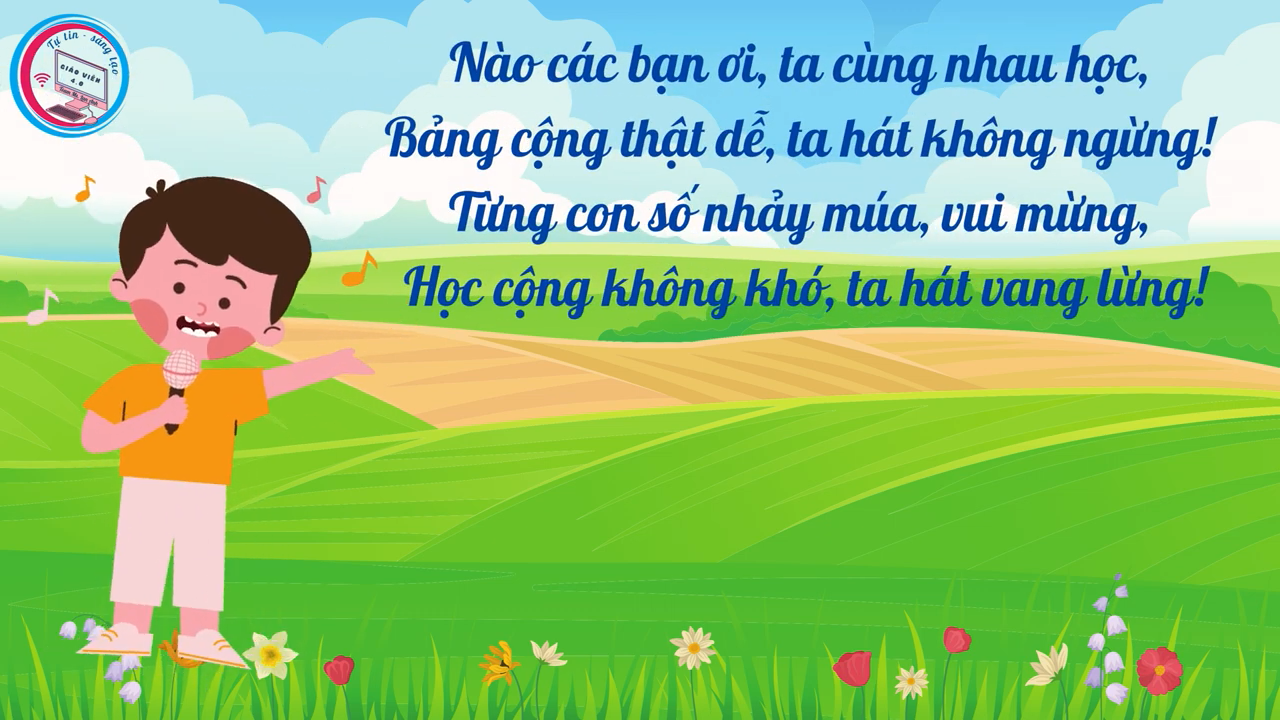 Tự tin - sáng tạo
GIÁO VIÊN
4.0
Nào các bạn ơi, ta cùng nhau học,
Bảng cộng thật dễ, ta hát không ngừng!
Từng con số nhảy múa, vui mừng,
Học cộng không khó, ta hát vang lừng!